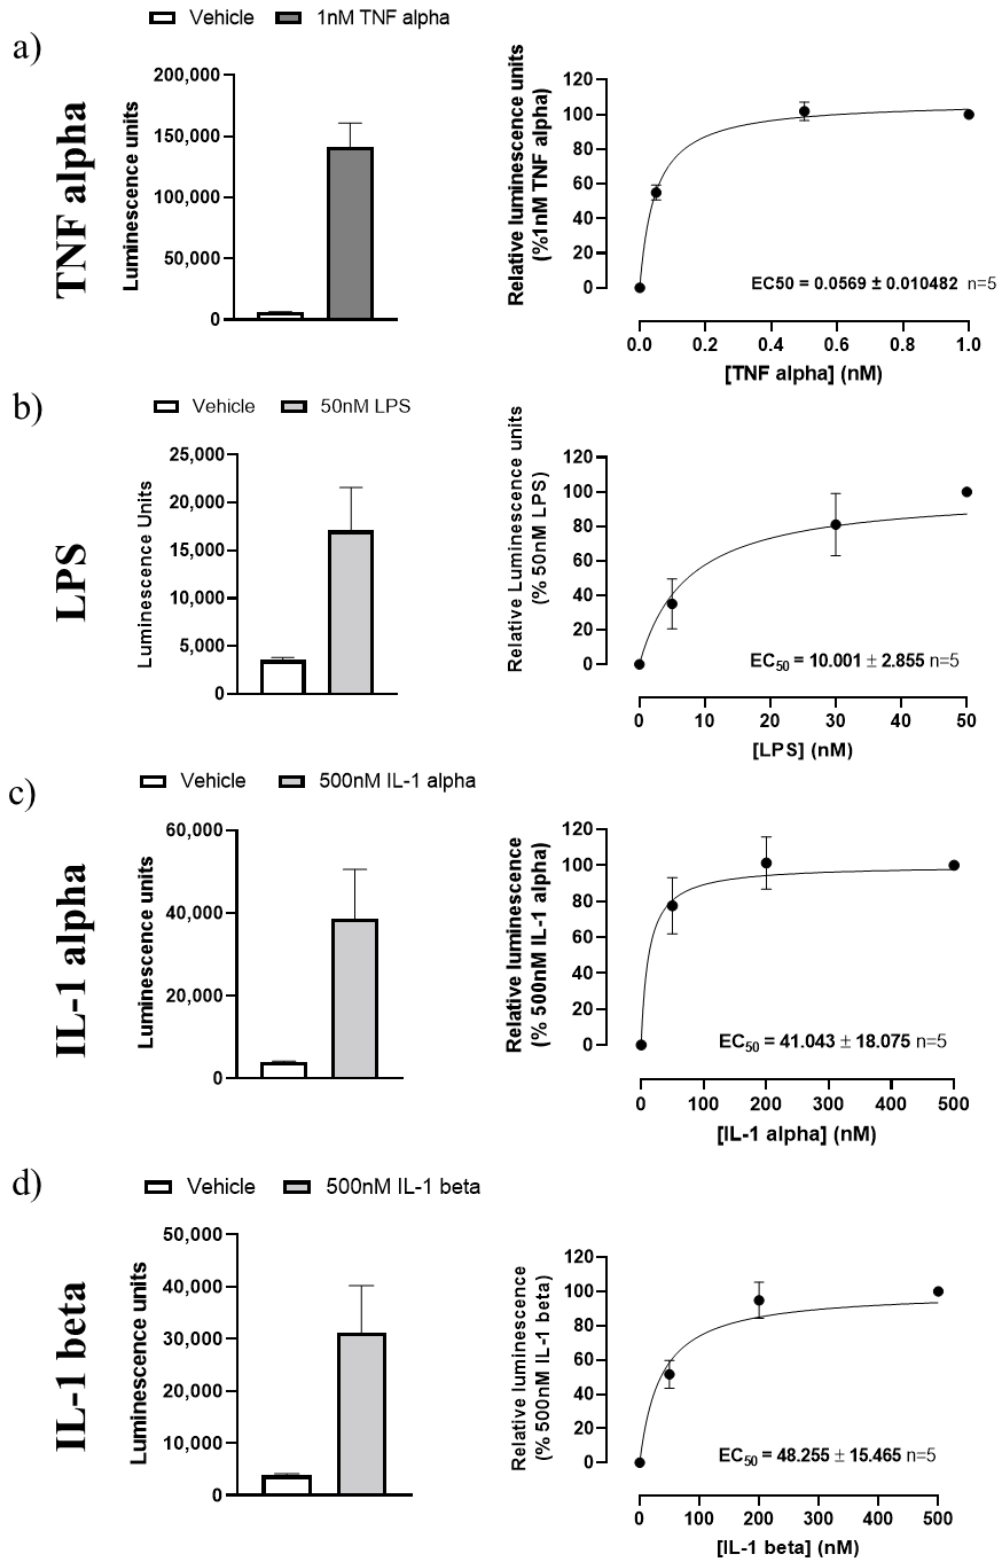 Vehicle 1nM TNF alpha
a)
TNF alpha
Luminescence units
200,000
150,000
100,000
50,000
0
Relative luminescence units
(%1nM TNF alpha)
120
100
80
60
40
20
0
EC50 = 0.0569 ± 0.010482 n=5
0.0 0.2 0.4 0.6 0.8 1.0
[TNF alpha] (nM)
b)
Vehicle 50nM LPS
LPS
Luminescence Units
25,000
20,000
15,000
10,000
5,000
0
Relative Luminescence units
(% 50nM LPS)
120
100
80
60
40
20
0
EC50 = 10.001 ± 2.855 n=5
0 10 20 30 40 50
[LPS] (nM)
c)
Vehicle 500nM IL-1 alpha
IL-1 alpha
Luminescence units
60,000
40,000
20,000
0
Relative luminescence
(% 500nM IL-1 alpha)
120
100
80
60
40
20
0
EC50 = 41.043 ± 18.075 n=5
0 100 200 300 400 500
[IL-1 alpha] (nM)
d)
Vehicle 500nM IL-1 beta
IL-1 beta
Luminescence units
50,000
40,000
30,000
20,000
10,000
0
Relative luminescence
(% 500nM IL-1 beta)
120
100
80
60
40
20
0
EC50 = 48.255 ± 15.465 n=5
0 100 200 300 400 500
[IL-1 beta] (nM)